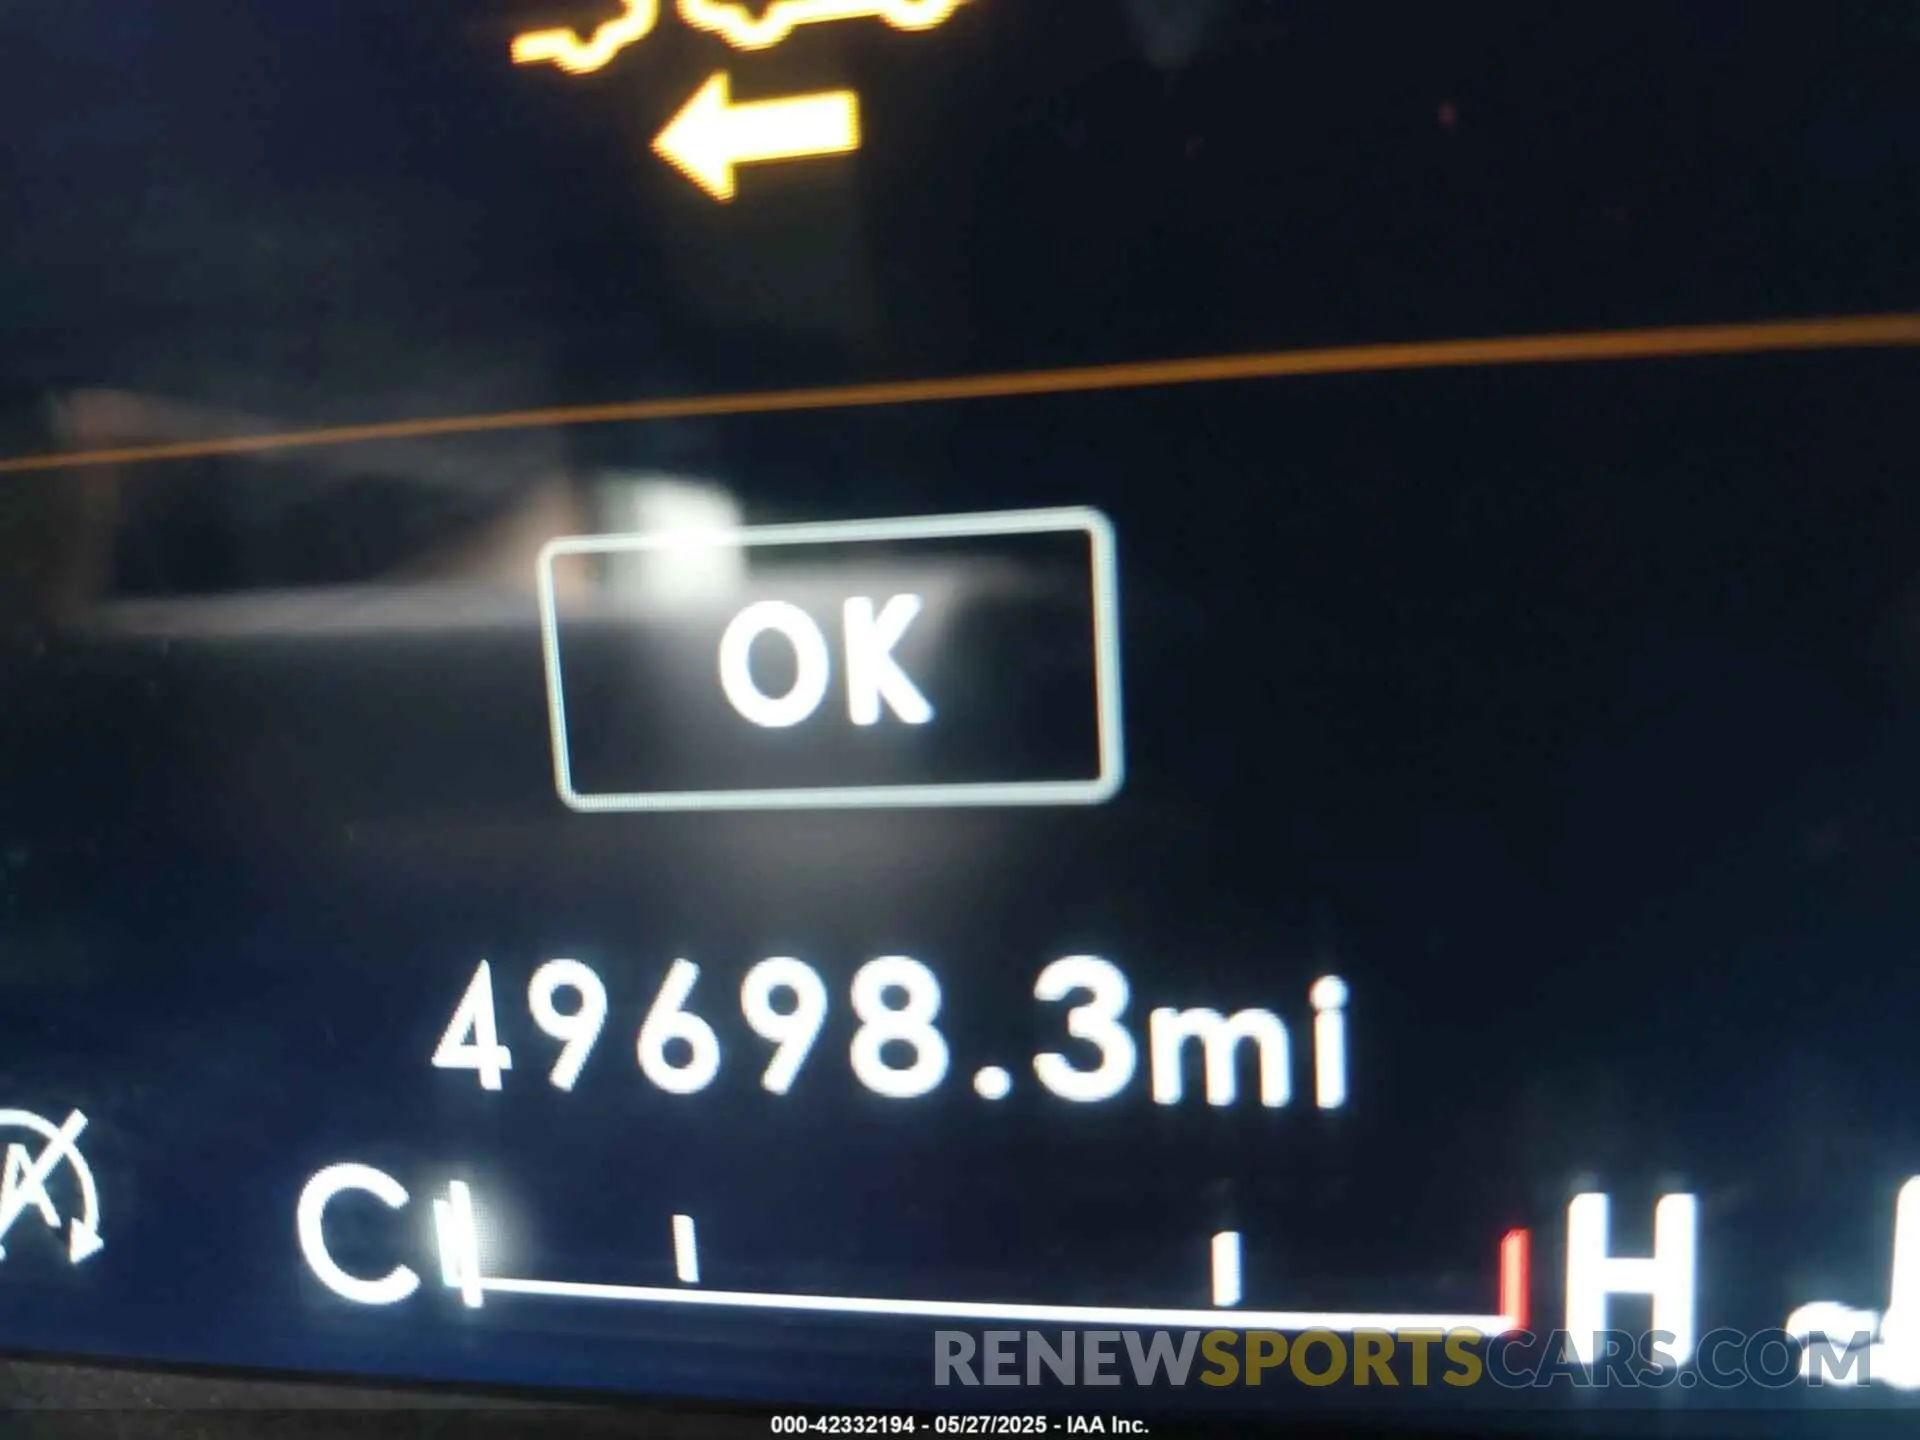 OK
49698.3mi
A
C H
RENEWSPORTSCARS.COM
000-42332194 - 05/27/2025 - IAA Inc.